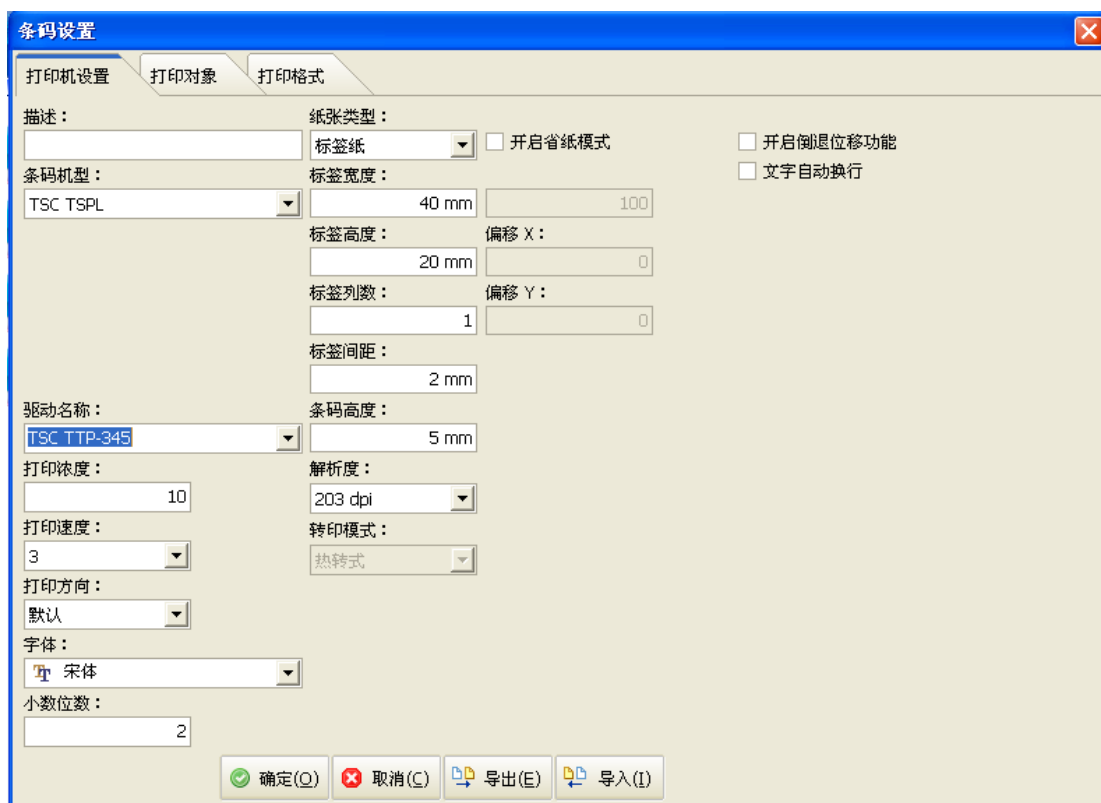 条码设置
打印机设置 打印对象 打印格式
描述： 纸张类型：
标签纸 开启省纸模式 开启倒退位移功能
条码机型： 标签宽度： 文字自动换行
TSC TSPL 40 mm 100
标签高度： 偏移 X：
20 mm 0
标签列数： 偏移 Y：
1 0
标签间距：
2 mm
驱动名称： 条码高度：
TSC TTP-345 5 mm
打印浓度： 解析度：
10 203 dpi
打印速度： 转印模式：
3 热转式
打印方向：
默认
字体：
宋体
小数位数：
2
确定(O) 取消(C) 导出(E) 导入(I)